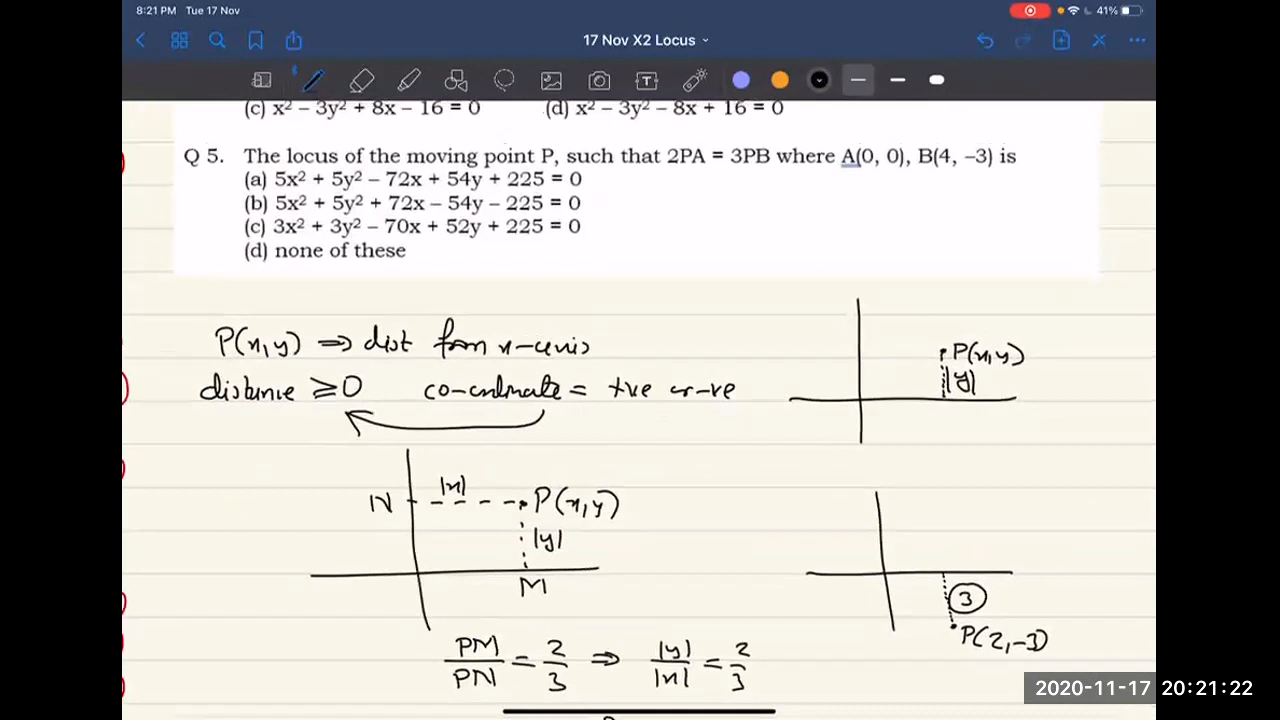 8:21 PM Tue 17 Nov
41%
17 Nov X2 Locus
(c) x² – 3y² + 8x – 16 = 0 (d) x² – 3y² – 8x + 16 = 0
Q 5. The locus of the moving point P, such that 2PA = 3PB where A(0, 0), B(4, –3) is
(a) 5x² + 5y² – 72x + 54y + 225 = 0
(b) 5x² + 5y² + 72x – 54y – 225 = 0
(c) 3x² + 3y² – 70x + 52y + 225 = 0
(d) none of these
P(x,y) ⇒ dist from x-axis
distance ≥ 0 co-ordinate = +ve or -ve
P(x,y)
|y|
N |x| P(x,y)
|y|
M
3
P(2,-3)
PM/PN = 2/3 ⇒ |y|/|x| = 2/3
2020-11-17 20:21:22